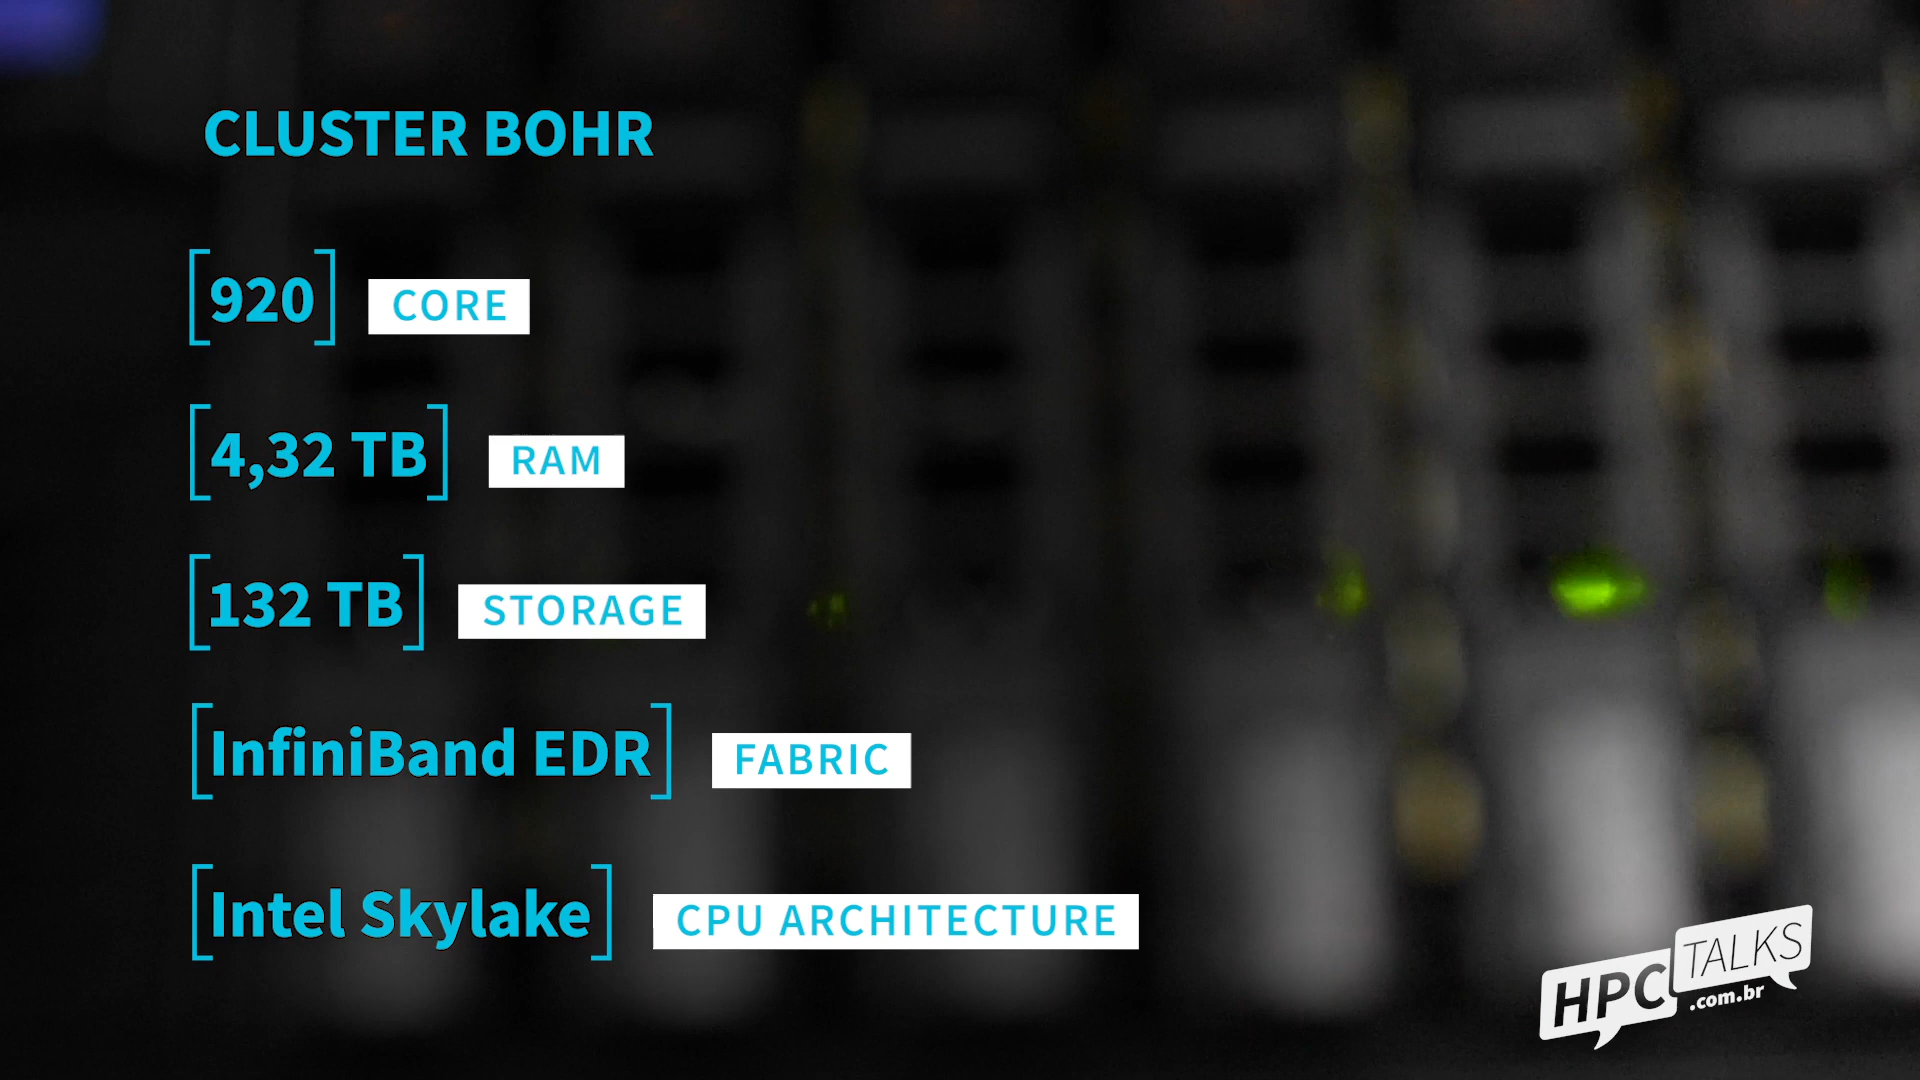 CLUSTER BOHR
[920] CORE
[4,32 TB] RAM
[132 TB] STORAGE
[InfiniBand EDR] FABRIC
[Intel Skylake] CPU ARCHITECTURE
HPC TALKS
.com.br